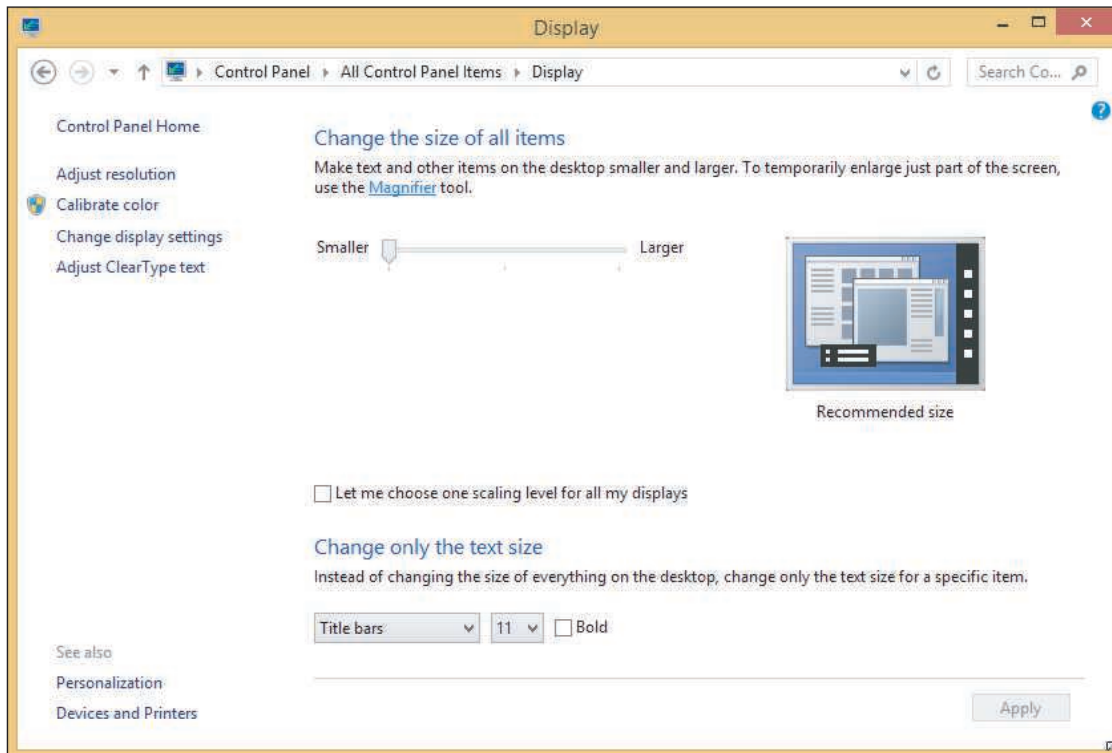 Display
Control Panel
All Control Panel Items
Display
Search Co...
Control Panel Home
Adjust resolution
Calibrate color
Change display settings
Adjust ClearType text
Change the size of all items
Make text and other items on the desktop smaller and larger. To temporarily enlarge just part of the screen,
use the Magnifier tool.
Smaller
Larger
Recommended size
Let me choose one scaling level for all my displays
Change only the text size
Instead of changing the size of everything on the desktop, change only the text size for a specific item.
Title bars
11
Bold
See also
Personalization
Devices and Printers
Apply